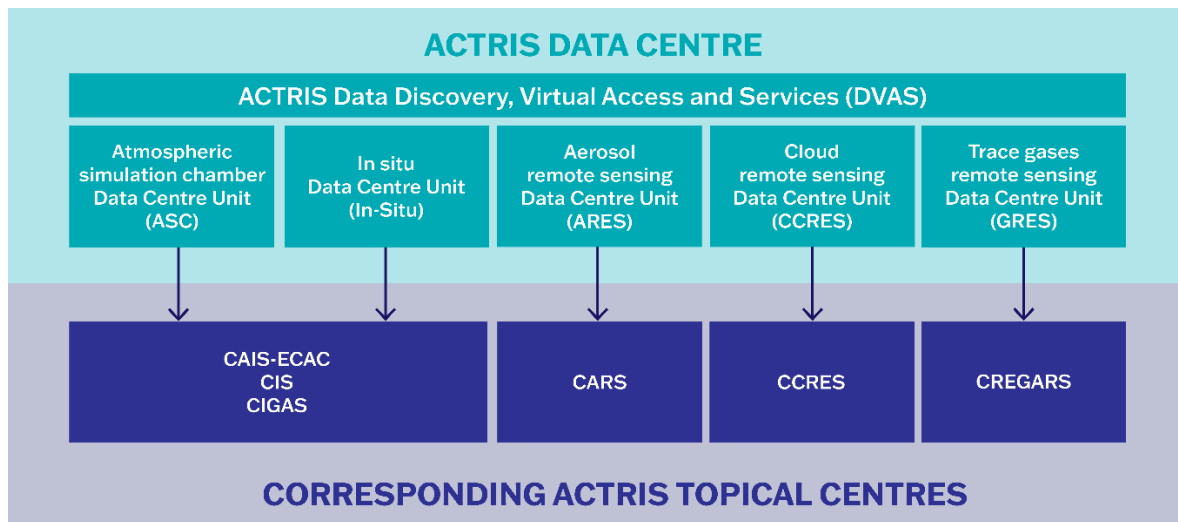 ACTRIS DATA CENTRE
ACTRIS Data Discovery, Virtual Access and Services (DVAS)
Atmospheric
simulation chamber
Data Centre Unit
(ASC)
In situ
Data Centre Unit
(In-Situ)
Aerosol
remote sensing
Data Centre Unit
(ARES)
Cloud
remote sensing
Data Centre Unit
(CCRES)
Trace gases
remote sensing
Data Centre Unit
(GRES)
CAIS-ECAC
CIS
CIGAS
CARS
CCRES
CREGARS
CORRESPONDING ACTRIS TOPICAL CENTRES